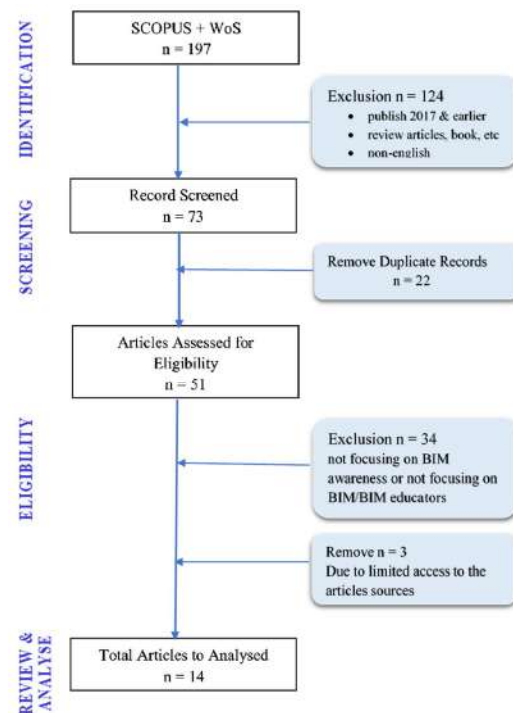 IDENTIFICATION
SCOPUS + WoS
n = 197
Exclusion n = 124
• publish 2017 & earlier
• review articles, book, etc
• non-english
SCREENING
Record Screened
n = 73
Remove Duplicate Records
n = 22
Articles Assessed for
Eligibility
n = 51
ELIGIBILITY
Exclusion n = 34
not focusing on BIM
awareness or not focusing on
BIM/BIM educators
Remove n = 3
Due to limited access to the
articles sources
REVIEW &
ANALYSE
Total Articles to Analysed
n = 14